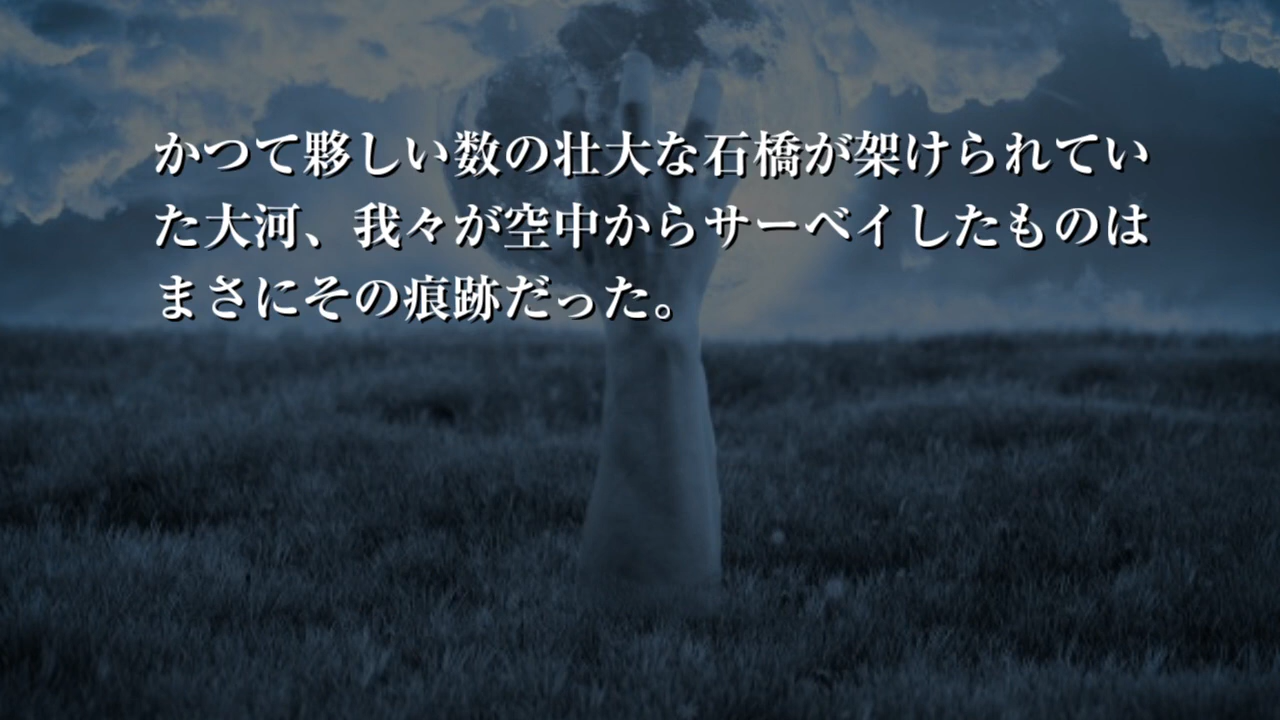 かつて夥しい数の壮大な石橋が架けられてい
た大河、我々が空中からサーベイしたものは
まさにその痕跡だった。